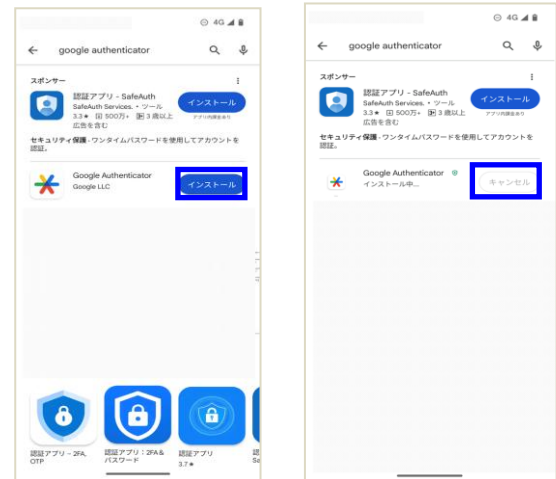 4G
google authenticator
スポンサー
認証アプリ - SafeAuth
SafeAuth Services. • ツール
3.3★ 500万+ 3 歳以上
広告を含む
インストール
アプリ内課金あり
セキュリティ保護 - ワンタイムパスワードを使用してアカウントを
認証。
Google Authenticator
Google LLC
インストール
認証アプリ - 2FA,
OTP
認証アプリ：2FA&
パスワード
認証アプリ
3.7★
4G
google authenticator
スポンサー
認証アプリ - SafeAuth
SafeAuth Services. • ツール
3.3★ 500万+ 3 歳以上
広告を含む
インストール
アプリ内課金あり
セキュリティ保護 - ワンタイムパスワードを使用してアカウントを
認証。
Google Authenticator
インストール中...
キャンセル